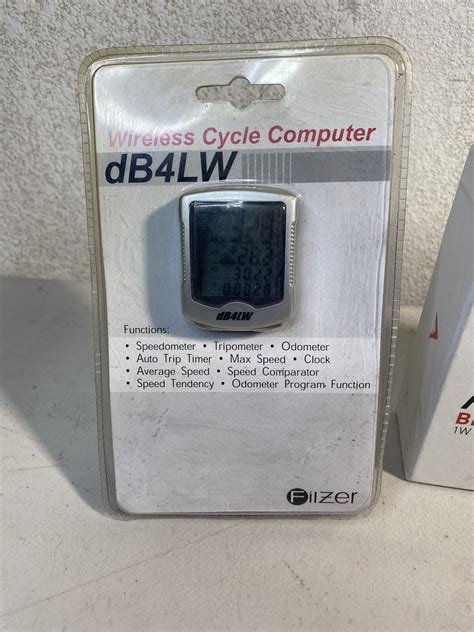 Wireless Cycle Computer
dB4LW
dB4LW
Functions:
• Speedometer • Tripometer • Odometer
• Auto Trip Timer • Max Speed • Clock
• Average Speed • Speed Comparator
• Speed Tendency • Odometer Program Function
Filzer
1W